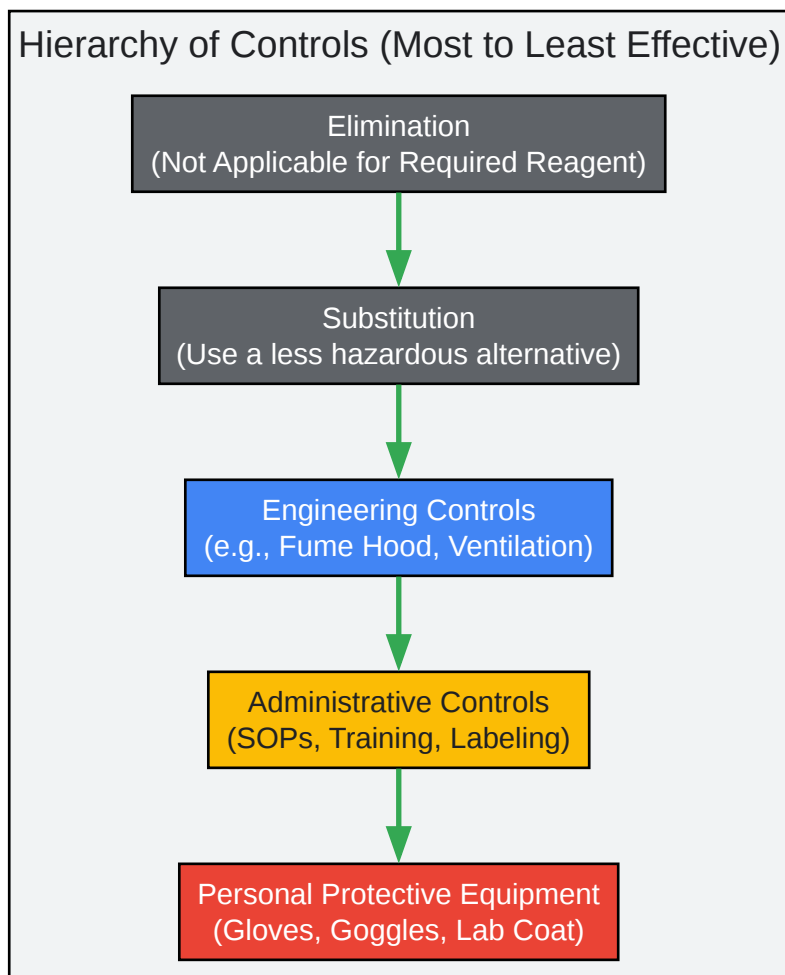 Hierarchy of Controls (Most to Least Effective)
Elimination
(Not Applicable for Required Reagent)
Substitution
(Use a less hazardous alternative)
Engineering Controls
(e.g., Fume Hood, Ventilation)
Administrative Controls
(SOPs, Training, Labeling)
Personal Protective Equipment
(Gloves, Goggles, Lab Coat)